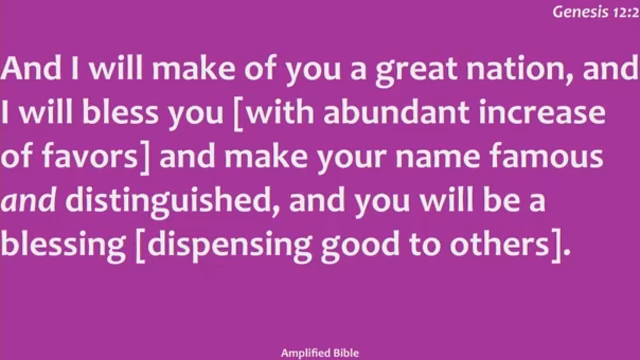 Genesis 12:2
And I will make of you a great nation, and
I will bless you [with abundant increase
of favors] and make your name famous
and distinguished, and you will be a
blessing [dispensing good to others].
Amplified Bible